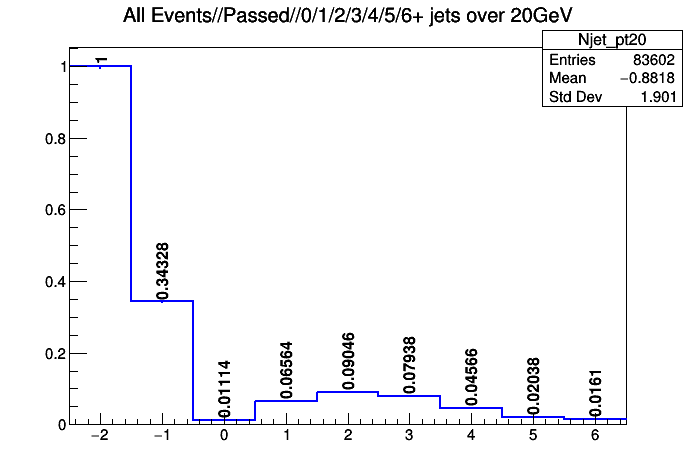 All Events//Passed//0/1/2/3/4/5/6+ jets over 20GeV
Njet_pt20
Entries 83602
Mean −0.8818
Std Dev 1.901
1
0.8
0.6
0.4
0.2
0
1
0.34328
0.01114
0.06564
0.09046
0.07938
0.04566
0.02038
0.0161
−2 −1 0 1 2 3 4 5 6